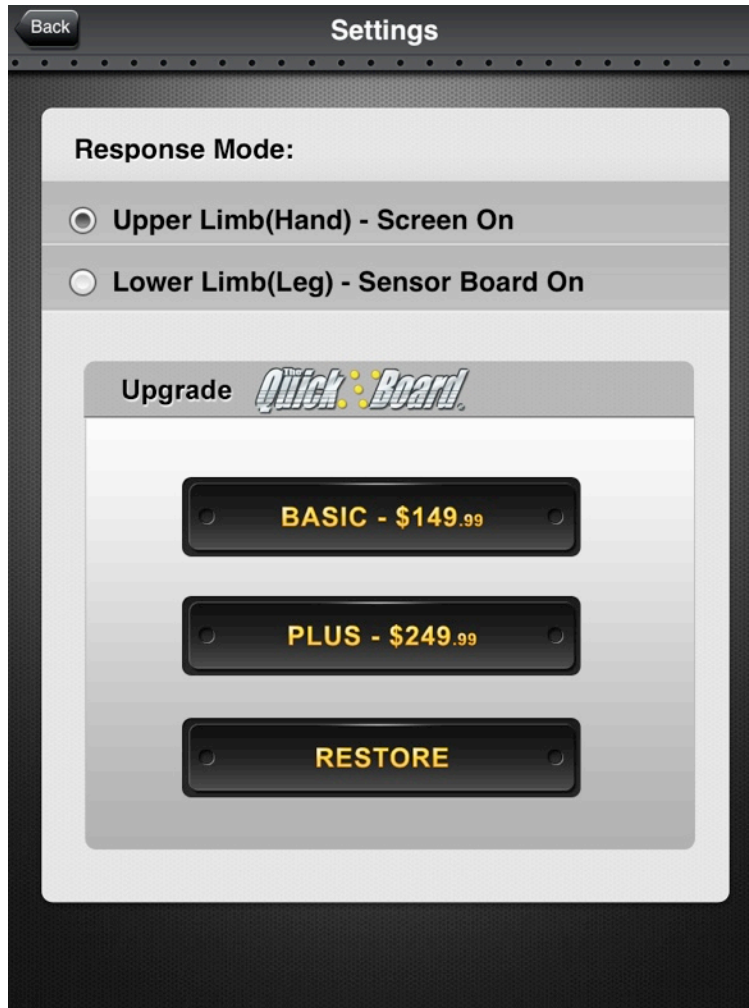 Back
Settings
Response Mode:
Upper Limb(Hand) - Screen On
Lower Limb(Leg) - Sensor Board On
Upgrade The Quick Board
BASIC - $149.99
PLUS - $249.99
RESTORE